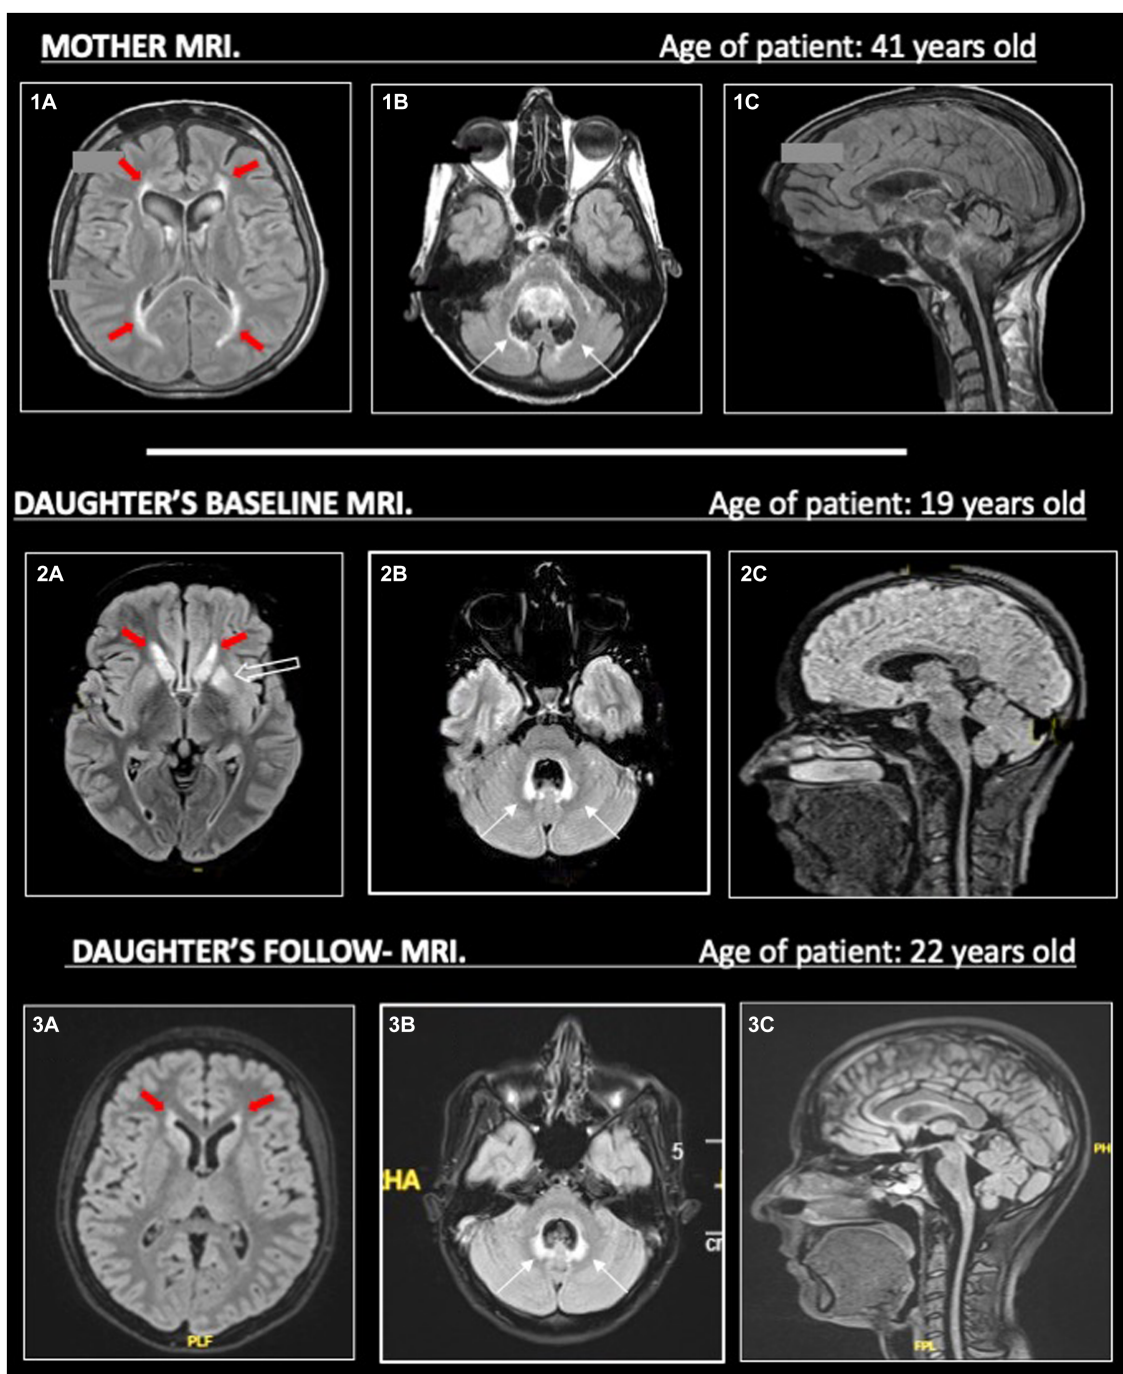 MOTHER MRI. Age of patient: 41 years old
1A 1B 1C
DAUGHTER'S BASELINE MRI. Age of patient: 19 years old
2A 2B 2C
DAUGHTER'S FOLLOW- MRI. Age of patient: 22 years old
3A 3B 3C
5
PH
HA
cr
PLF
FPL